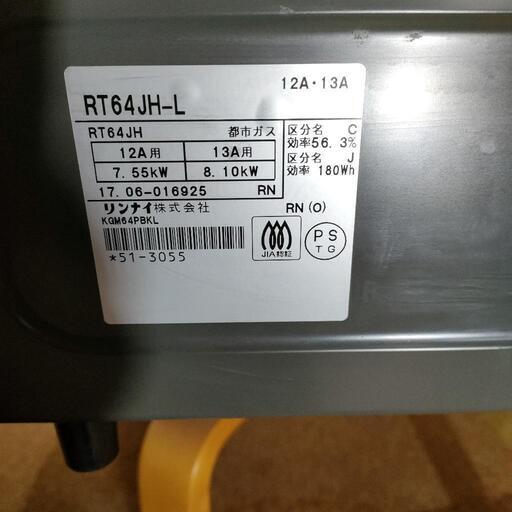 12A・13A
RT64JH-L
RT64JH 都市ガス
12A用 13A用
7.55kW 8.10kW
17.06-016925 RN
区分名 C
効率56.3%
区分名 J
効率 180Wh
リンナイ株式会社
RN(O)
KGM64PBKL
*51-3055
JIA認証
PS
TG